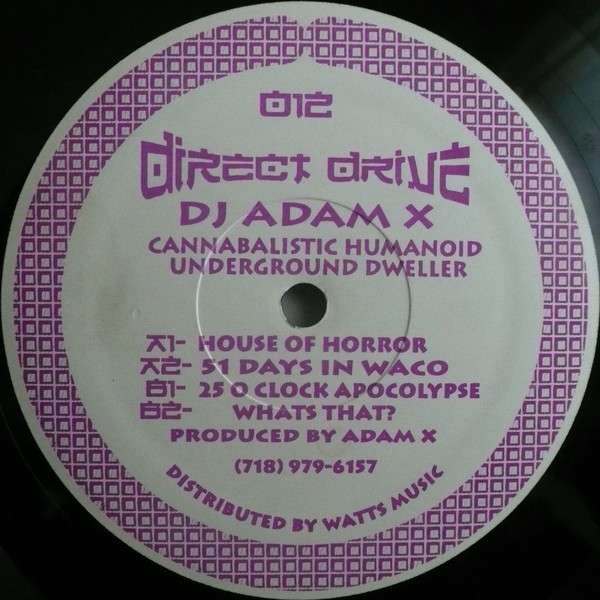 012
DIRECT DRIVE
DJ ADAM X
CANNABALISTIC HUMANOID
UNDERGROUND DWELLER
A1- HOUSE OF HORROR
A2- 51 DAYS IN WACO
B1- 25 O CLOCK APOCOLYPSE
B2- WHATS THAT?
PRODUCED BY ADAM X
(718) 979-6157
DISTRIBUTED BY WATTS MUSIC